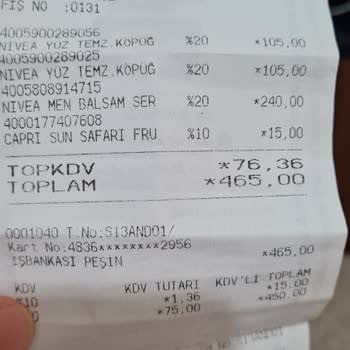 FİŞ NO :0131
4005900289056
NIVEA YÜZ TEMZ.KÖPÜĞ %20 *105,00
4005900289025
NIVEA YÜZ TEMZ.KÖPÜĞ %20 *105,00
4005808914715
NIVEA MEN BALSAM SER %20 *240,00
4000177407608
CAPRI SUN SAFARI FRU %10 *15,00
TOPKDV *76,36
TOPLAM *465,00
0001040 T.No:S13AND01/
Kart No:4836********2956
İŞBANKASI PEŞİN *465,00
KDV KDV TUTARI KDV'Lİ TOPLAM
%10 *1,36 *15,00
*75,00 *450,00